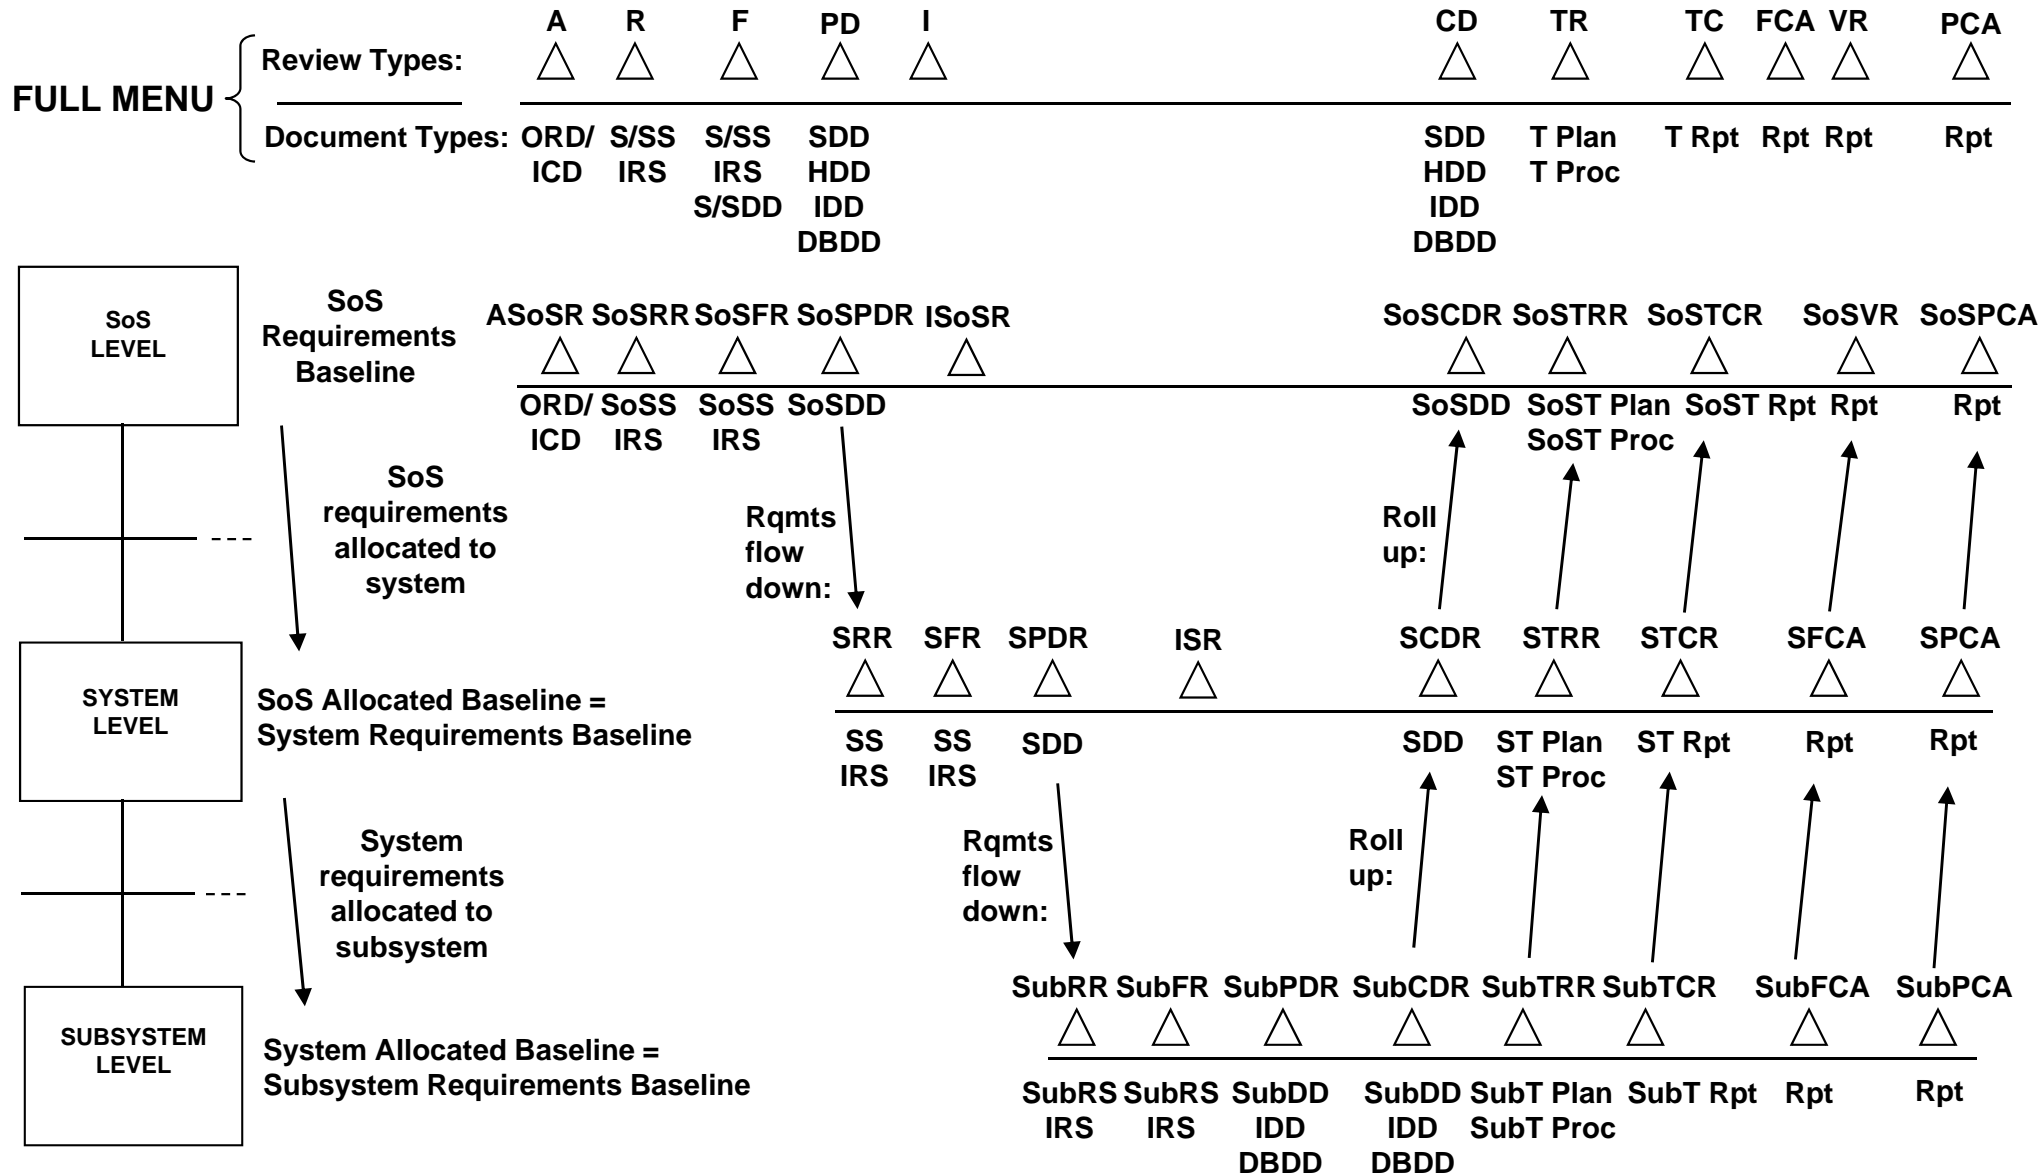 A R F PD I CD TR TC FCA VR PCA
Review Types:
FULL MENU
Document Types: ORD/ S/SS S/SS SDD SDD T Plan T Rpt Rpt Rpt Rpt
ICD IRS IRS HDD HDD T Proc
S/SDD IDD IDD
DBDD DBDD
SoS
LEVEL
SoS
Requirements
Baseline
ASoSR SoSRR SoSFR SoSPDR ISoSR SoSCDR SoSTRR SoSTCR SoSVR SoSPCA
ORD/ SoSS SoSS SoSDD SoSDD SoST Plan SoST Rpt Rpt Rpt
ICD IRS IRS SoST Proc
SoS
requirements
allocated to
system
Rqmts
flow
down:
Roll
up:
SRR SFR SPDR ISR SCDR STRR STCR SFCA SPCA
SYSTEM
LEVEL
SoS Allocated Baseline =
System Requirements Baseline
SS SS SDD SDD ST Plan ST Rpt Rpt Rpt
IRS IRS ST Proc
System
requirements
allocated to
subsystem
Rqmts
flow
down:
Roll
up:
SubRR SubFR SubPDR SubCDR SubTRR SubTCR SubFCA SubPCA
SUBSYSTEM
LEVEL
System Allocated Baseline =
Subsystem Requirements Baseline
SubRS SubRS SubDD SubDD SubT Plan SubT Rpt Rpt Rpt
IRS IRS IDD IDD SubT Proc
DBDD DBDD